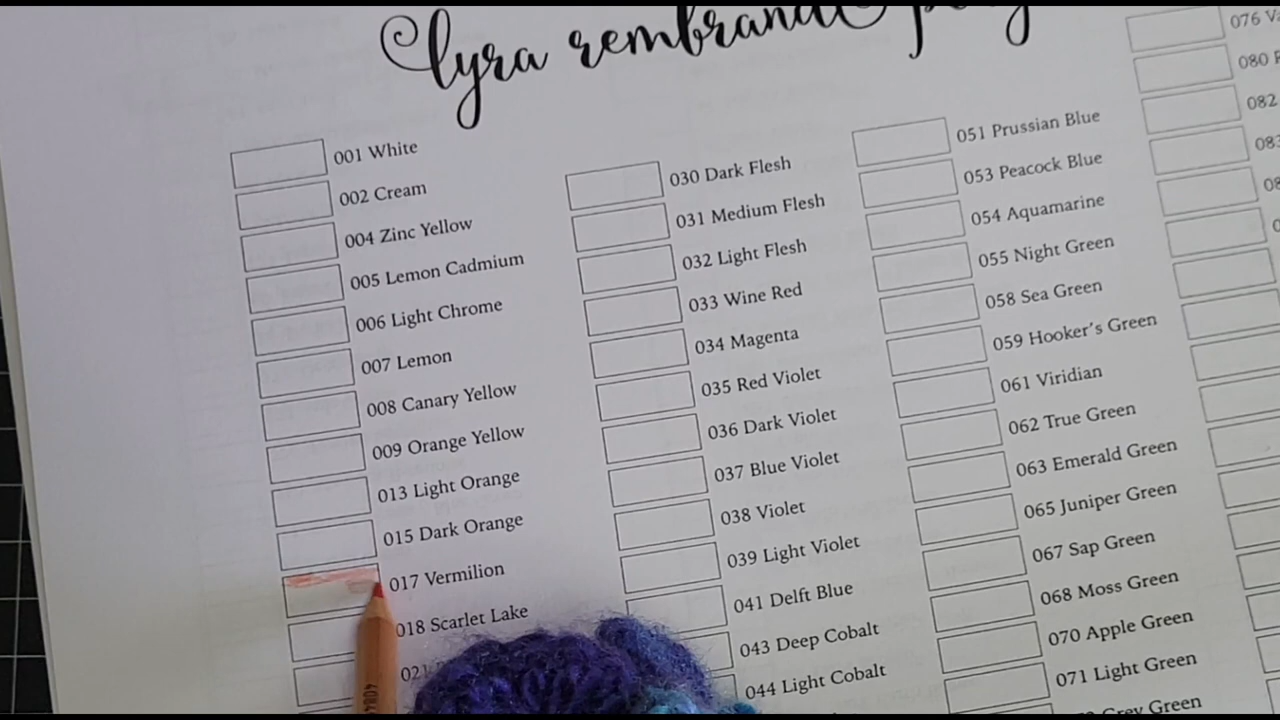 lyra rembrandt
001 White
002 Cream
004 Zinc Yellow
005 Lemon Cadmium
006 Light Chrome
007 Lemon
008 Canary Yellow
009 Orange Yellow
013 Light Orange
015 Dark Orange
017 Vermilion
018 Scarlet Lake
021
030 Dark Flesh
031 Medium Flesh
032 Light Flesh
033 Wine Red
034 Magenta
035 Red Violet
036 Dark Violet
037 Blue Violet
038 Violet
039 Light Violet
041 Delft Blue
043 Deep Cobalt
044 Light Cobalt
051 Prussian Blue
053 Peacock Blue
054 Aquamarine
055 Night Green
058 Sea Green
059 Hooker's Green
061 Viridian
062 True Green
063 Emerald Green
065 Juniper Green
067 Sap Green
068 Moss Green
070 Apple Green
071 Light Green
Grey Green
076
080
082